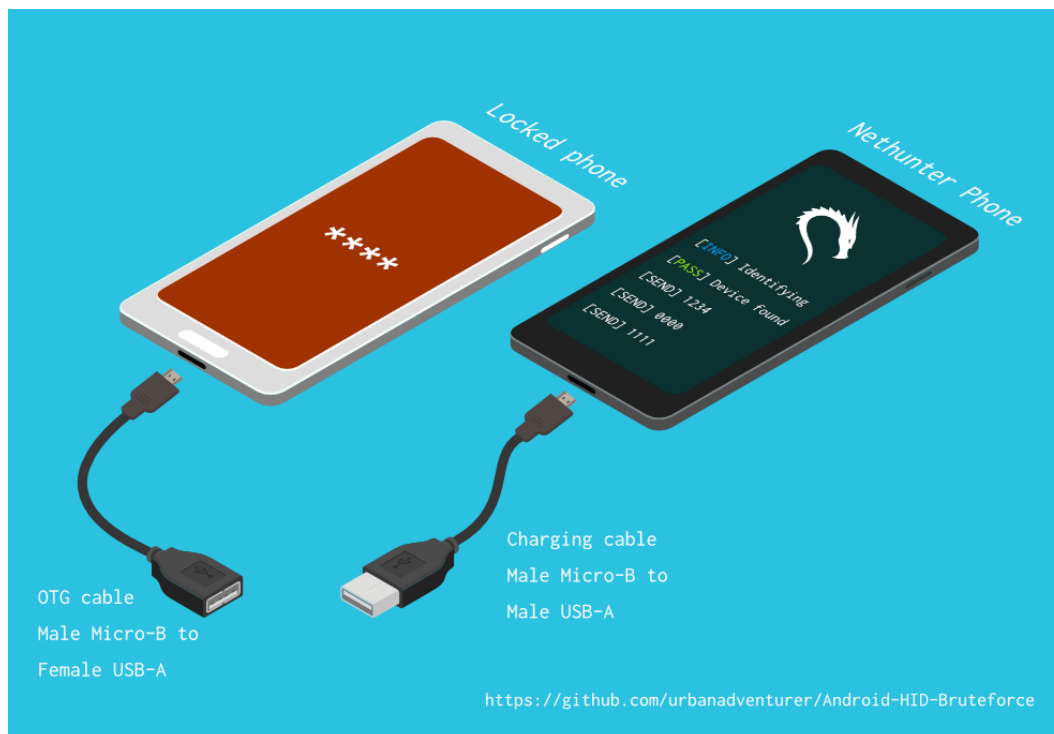 Locked phone
Nethunter Phone
****
[INFO] Identifying
[PASS] Device found
[SEND] 1234
[SEND] 0000
[SEND] 1111
OTG cable
Male Micro-B to
Female USB-A
Charging cable
Male Micro-B to
Male USB-A
https://github.com/urbanadventurer/Android-HID-Bruteforce